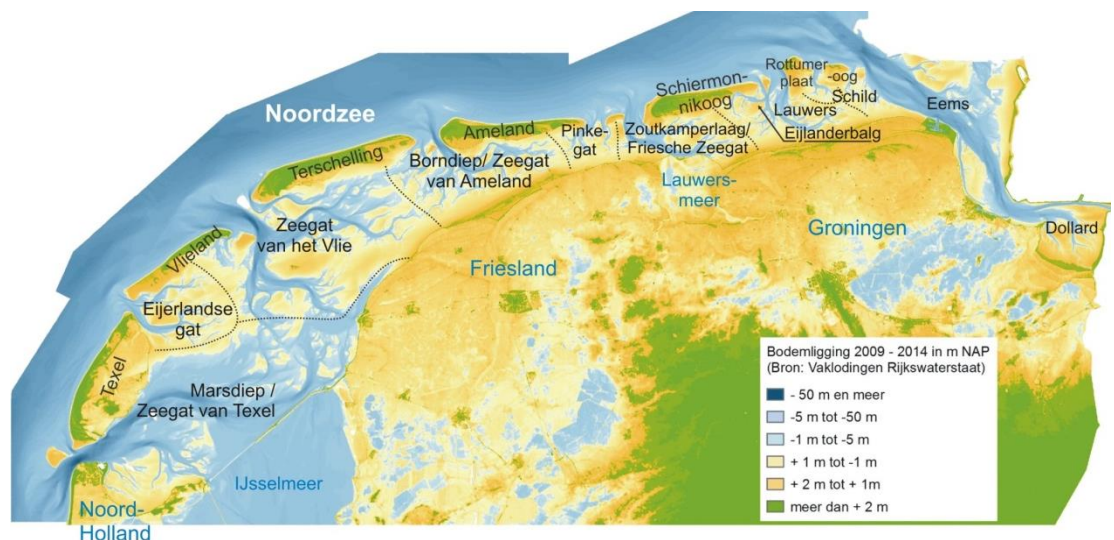 Noordzee
Rottumer
plaat
-oog
Schild
Schiermon-
nikoog
Lauwers
Eems
Ameland
Pinke-
gat
Zoutkamperlaag/
Friesche Zeegat
Eijlanderbalg
Terschelling
Borndiep/ Zeegat
van Ameland
Lauwers-
meer
Zeegat
van het Vlie
Groningen
Dollard
Vlieland
Friesland
Eijerlandse
gat
Texel
Marsdiep /
Zeegat van Texel
IJsselmeer
Noord-
Holland
Bodemligging 2009 - 2014 in m NAP
(Bron: Vaklodingen Rijkswaterstaat)
- 50 m en meer
-5 m tot -50 m
-1 m tot -5 m
+ 1 m tot -1 m
+ 2 m tot + 1m
meer dan + 2 m